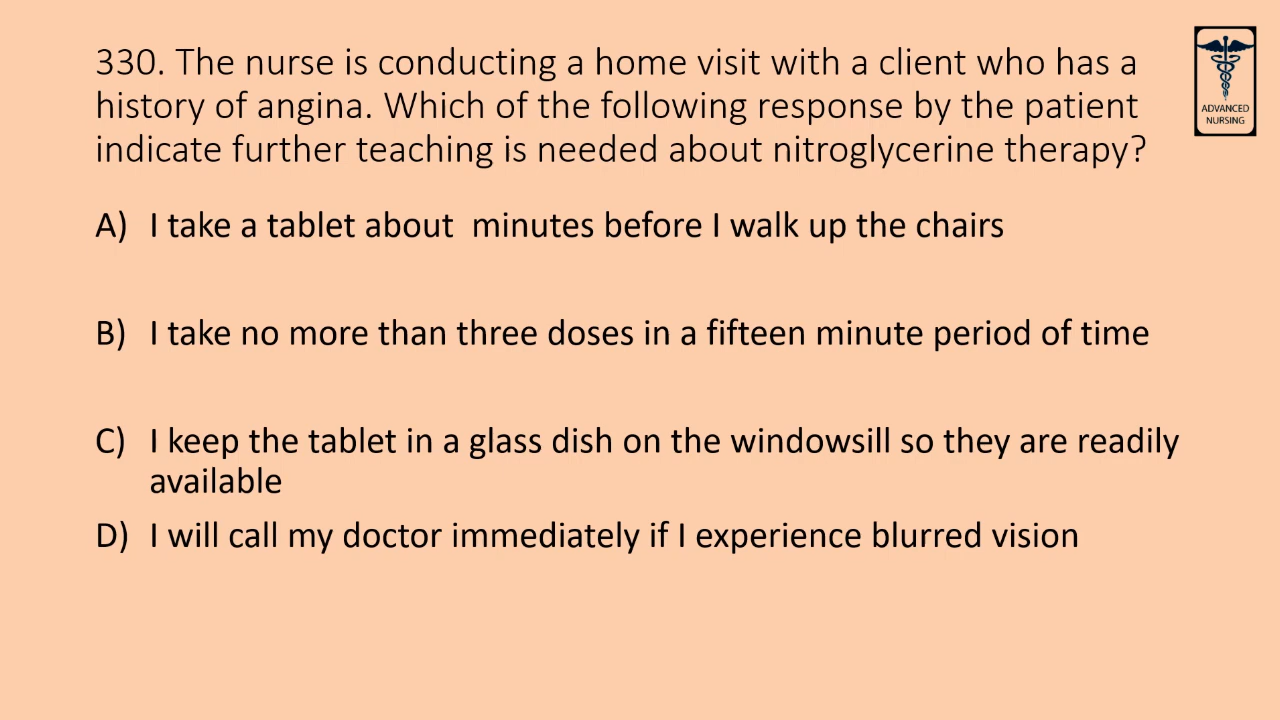 330. The nurse is conducting a home visit with a client who has a
history of angina. Which of the following response by the patient
indicate further teaching is needed about nitroglycerine therapy?
ADVANCED
NURSING
A) I take a tablet about  minutes before I walk up the chairs
B) I take no more than three doses in a fifteen minute period of time
C) I keep the tablet in a glass dish on the windowsill so they are readily
available
D) I will call my doctor immediately if I experience blurred vision